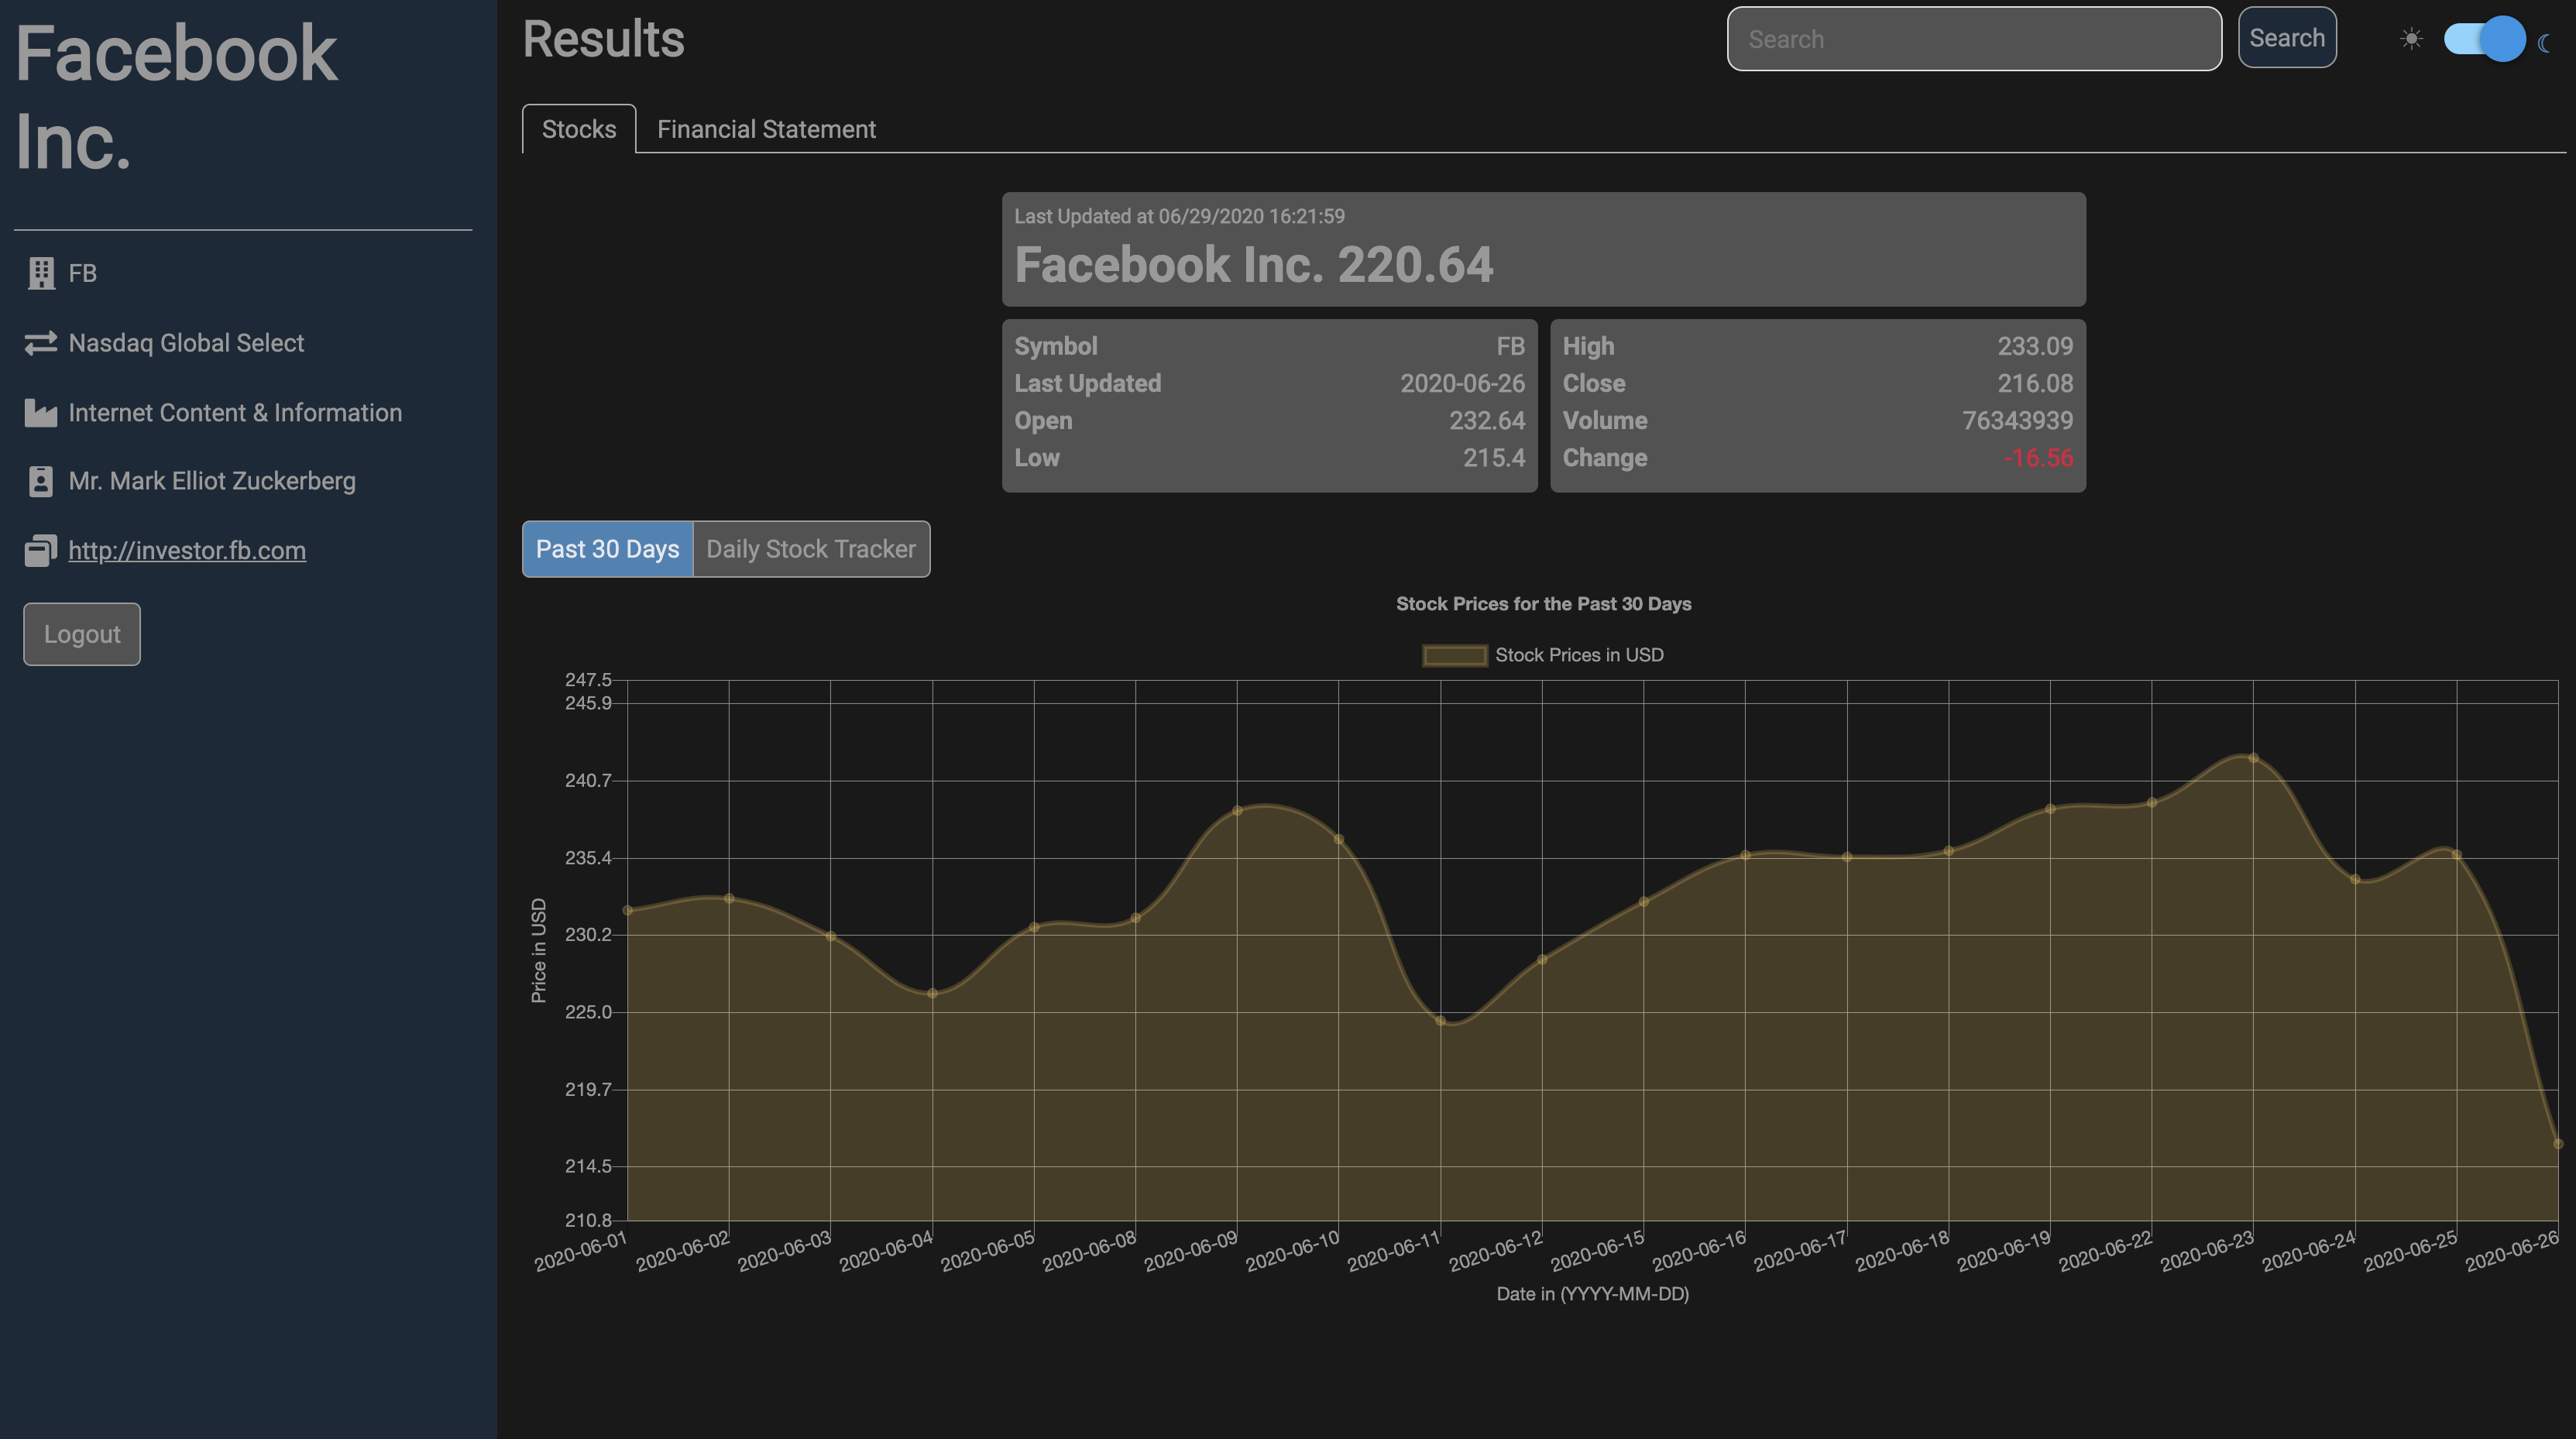 Facebook
Inc.
FB
Nasdaq Global Select
Internet Content & Information
Mr. Mark Elliot Zuckerberg
http://investor.fb.com
Logout
Results
Search
Search
Stocks
Financial Statement
Last Updated at 06/29/2020 16:21:59
Facebook Inc. 220.64
Symbol FB
Last Updated 2020-06-26
Open 232.64
Low 215.4
High 233.09
Close 216.08
Volume 76343939
Change -16.56
Past 30 Days
Daily Stock Tracker
Stock Prices for the Past 30 Days
Stock Prices in USD
Price in USD
247.5
245.9
240.7
235.4
230.2
225.0
219.7
214.5
210.8
2020-06-01
2020-06-02
2020-06-03
2020-06-04
2020-06-05
2020-06-08
2020-06-09
2020-06-10
2020-06-11
2020-06-12
2020-06-15
2020-06-16
2020-06-17
2020-06-18
2020-06-19
2020-06-22
2020-06-23
2020-06-24
2020-06-25
2020-06-26
Date in (YYYY-MM-DD)